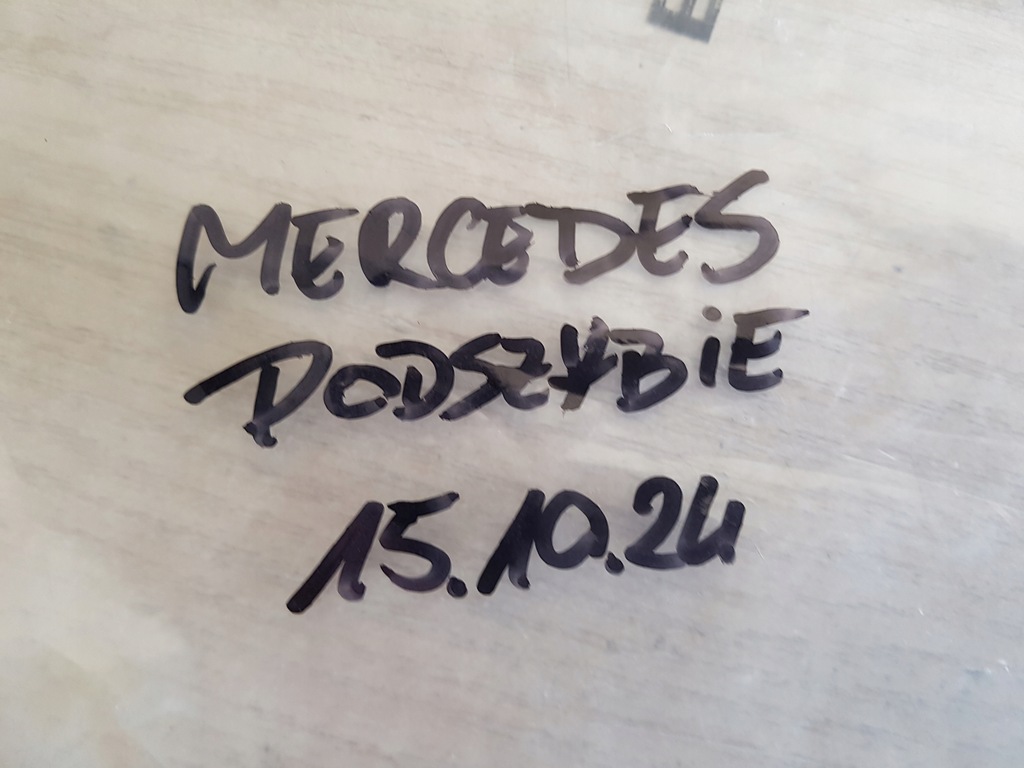 MERCEDES
PODSZYBIE
15.10.24